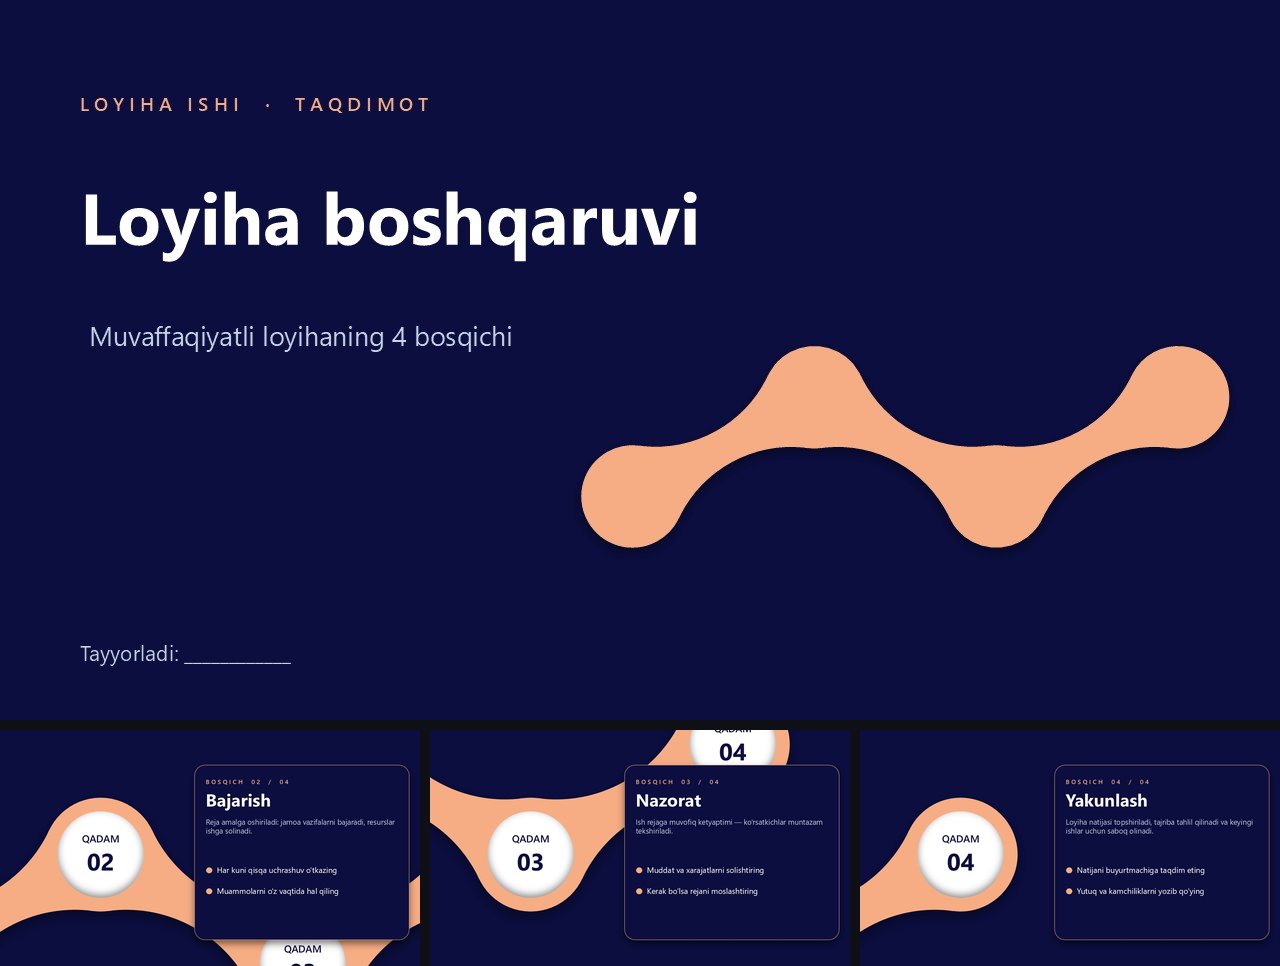 LOYIHA ISHI · TAQDIMOT
Loyiha boshqaruvi
Muvaffaqiyatli loyihaning 4 bosqichi
Tayyorladi: ____________
QADAM
02
BOSQICH 02 / 04
Bajarish
Reja amalga oshiriladi: jamoa vazifalarni bajaradi, resurslar
ishga solinadi.
Har kuni qisqa uchrashuv o'tkazing
Muammolarni o'z vaqtida hal qiling
QADAM
QADAM
04
QADAM
03
BOSQICH 03 / 04
Nazorat
Ish rejaga muvofiq ketyaptimi — ko'rsatkichlar muntazam
tekshiriladi.
Muddat va xarajatlarni solishtiring
Kerak bo'lsa rejani moslashtiring
QADAM
04
BOSQICH 04 / 04
Yakunlash
Loyiha natijasi topshiriladi, tajriba tahlil qilinadi va keyingi
ishlar uchun saboq olinadi.
Natijani buyurtmachiga taqdim eting
Yutuq va kamchiliklarni yozib qo'ying